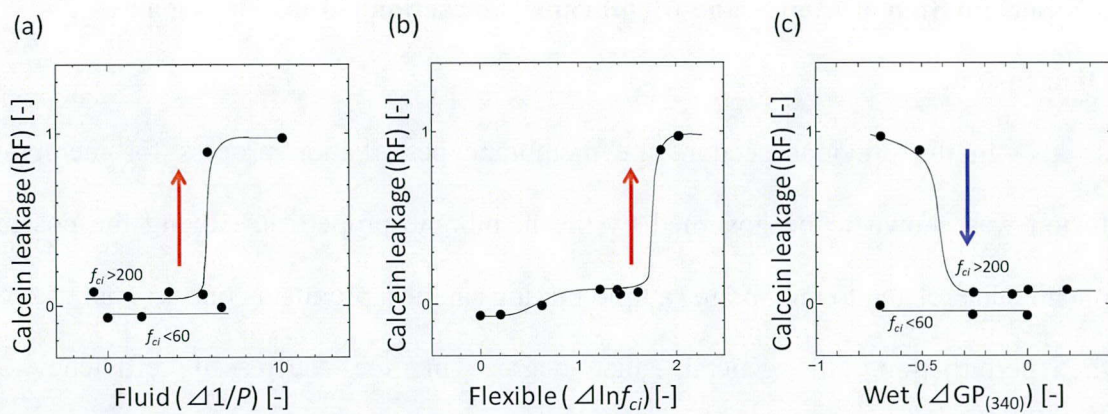 (a)
Calcein leakage (RF) [-]
1
0
f_ci >200
f_ci <60
0
10
Fluid (⊿1/P) [-]
(b)
Calcein leakage (RF) [-]
1
0
0
1
2
Flexible (⊿lnf_ci) [-]
(c)
Calcein leakage (RF) [-]
1
0
f_ci >200
f_ci <60
−1
0.5
0
Wet (⊿GP(340)) [-]